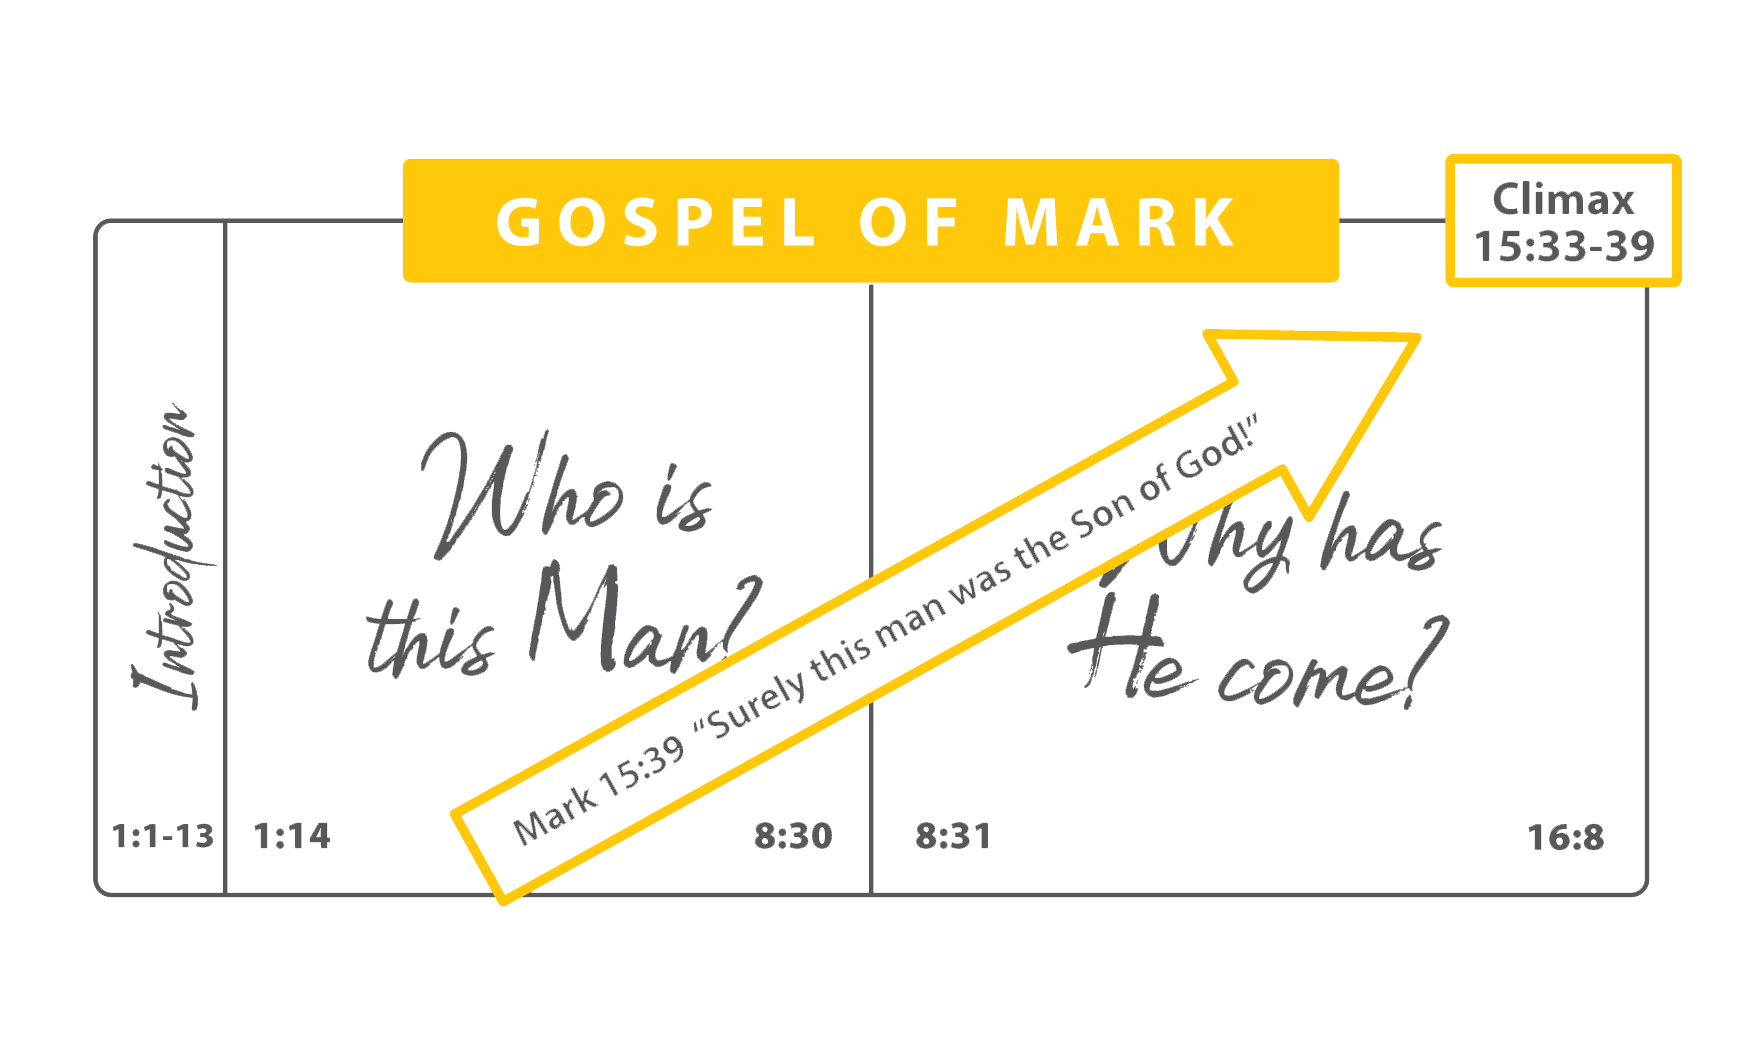 GOSPEL OF MARK
Climax
15:33-39
Introduction
1:1-13
Who is
this Man?
1:14
8:30
Mark 15:39 “Surely this man was the Son of God!”
Why has
He come?
8:31
16:8